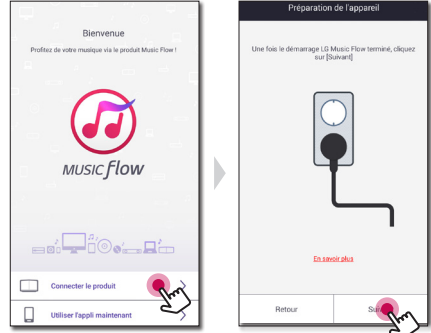 Bienvenue
Profitez de votre musique via le produit Music Flow !
MUSIC flow
Connecter le produit
Utiliser l'appli maintenant
Préparation de l'appareil
Une fois le démarrage LG Music Flow terminé, cliquez
sur [Suivant]
En savoir plus
Retour